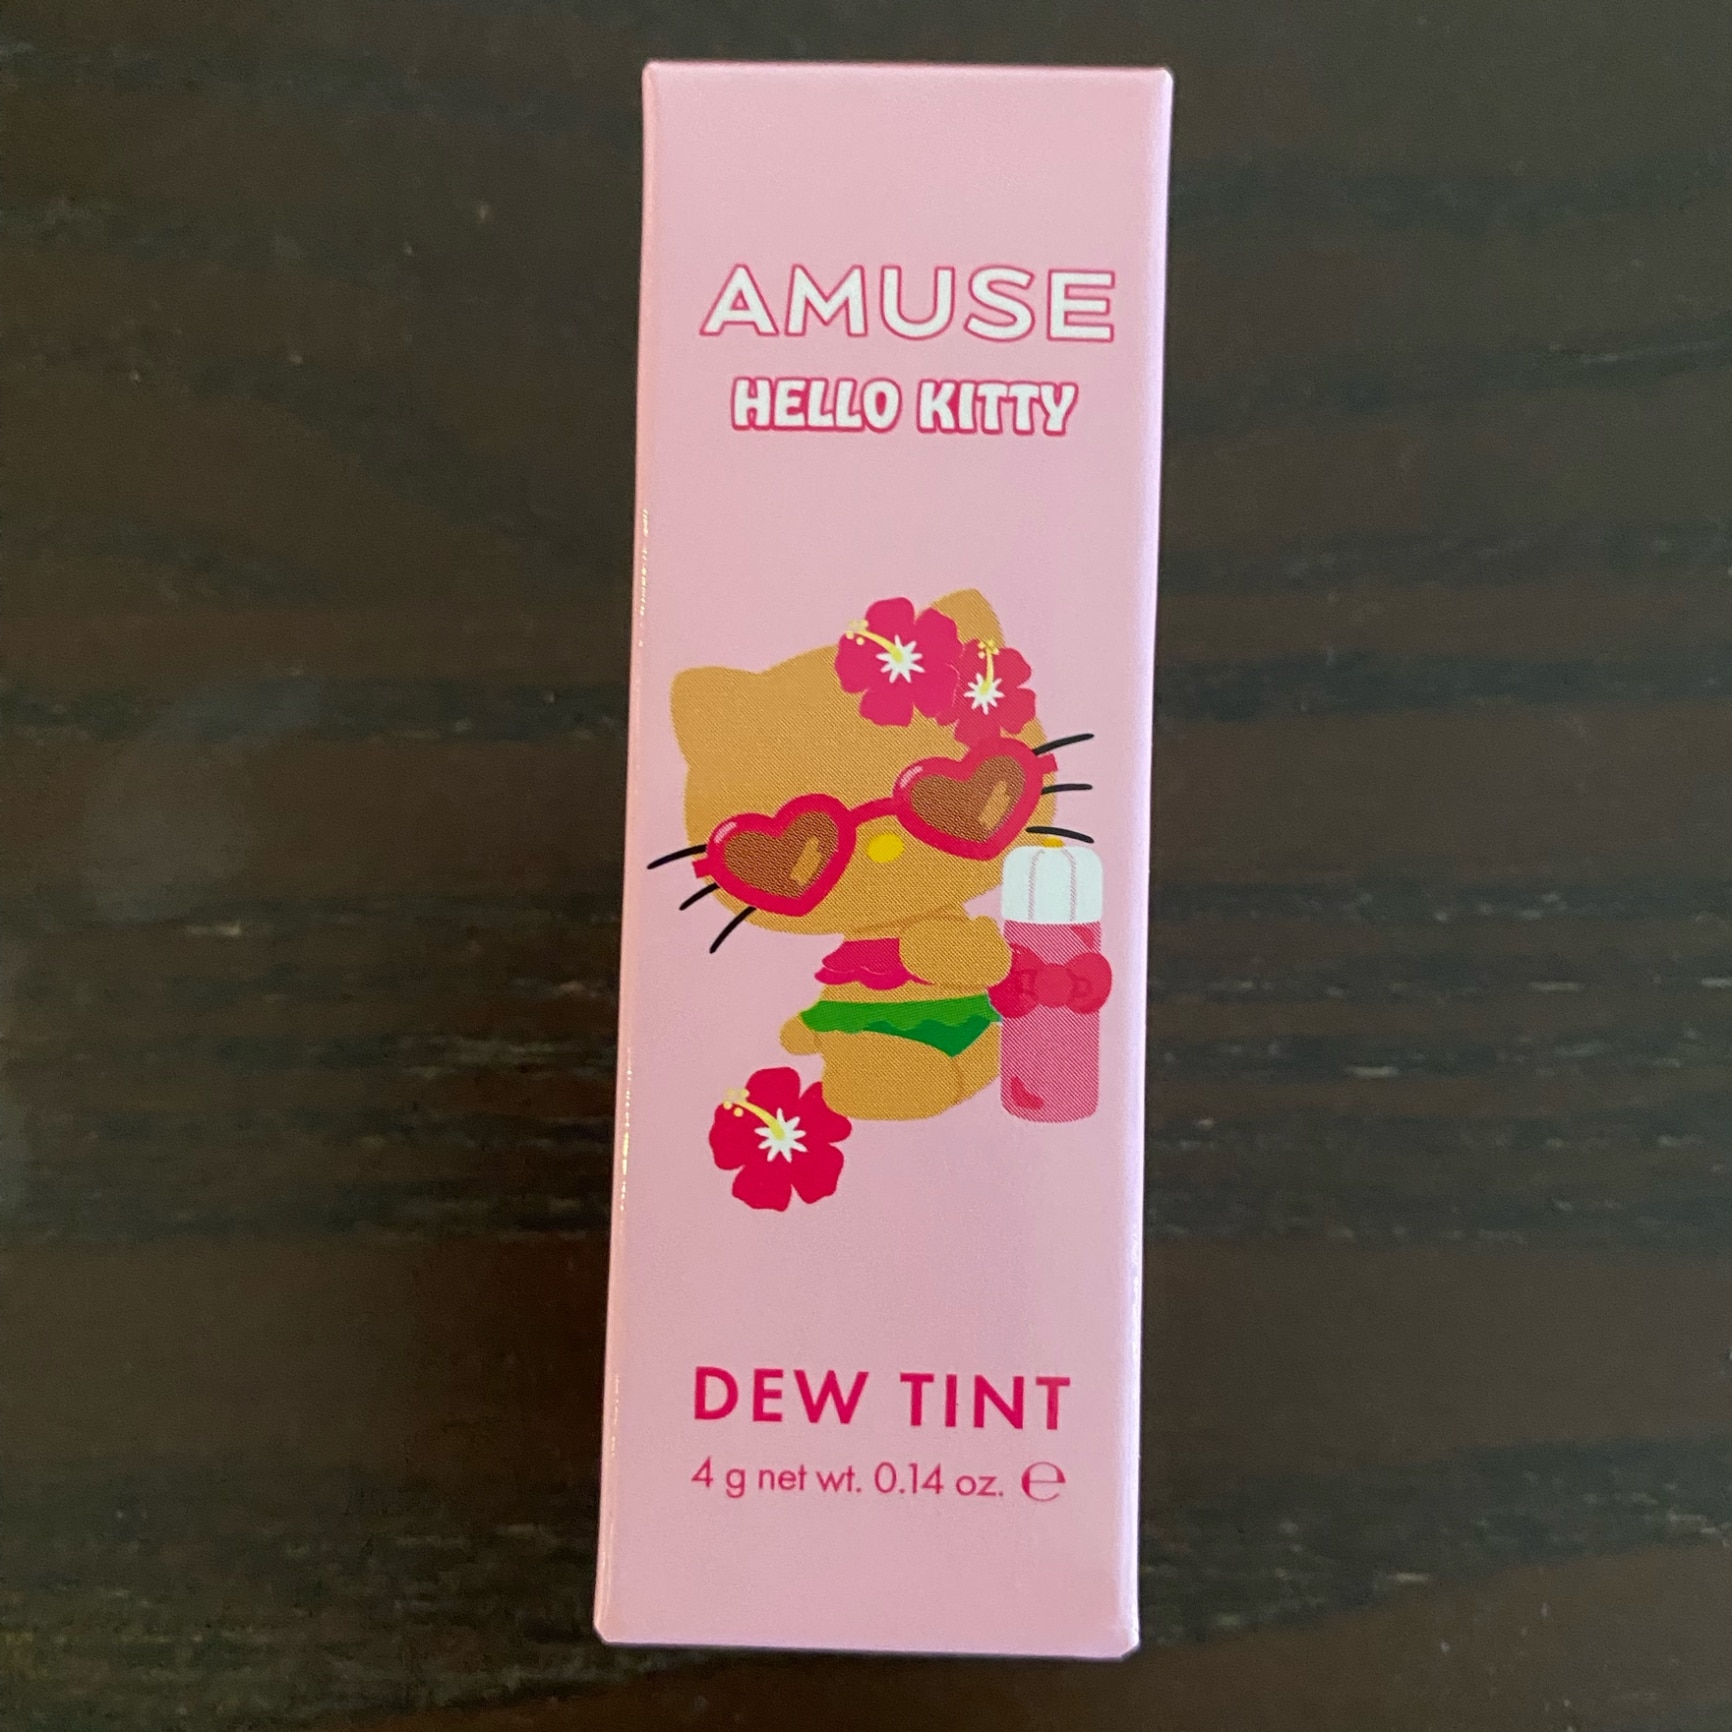 AMUSE
HELLO KITTY
DEW TINT
4 g net wt. 0.14 oz. ℮